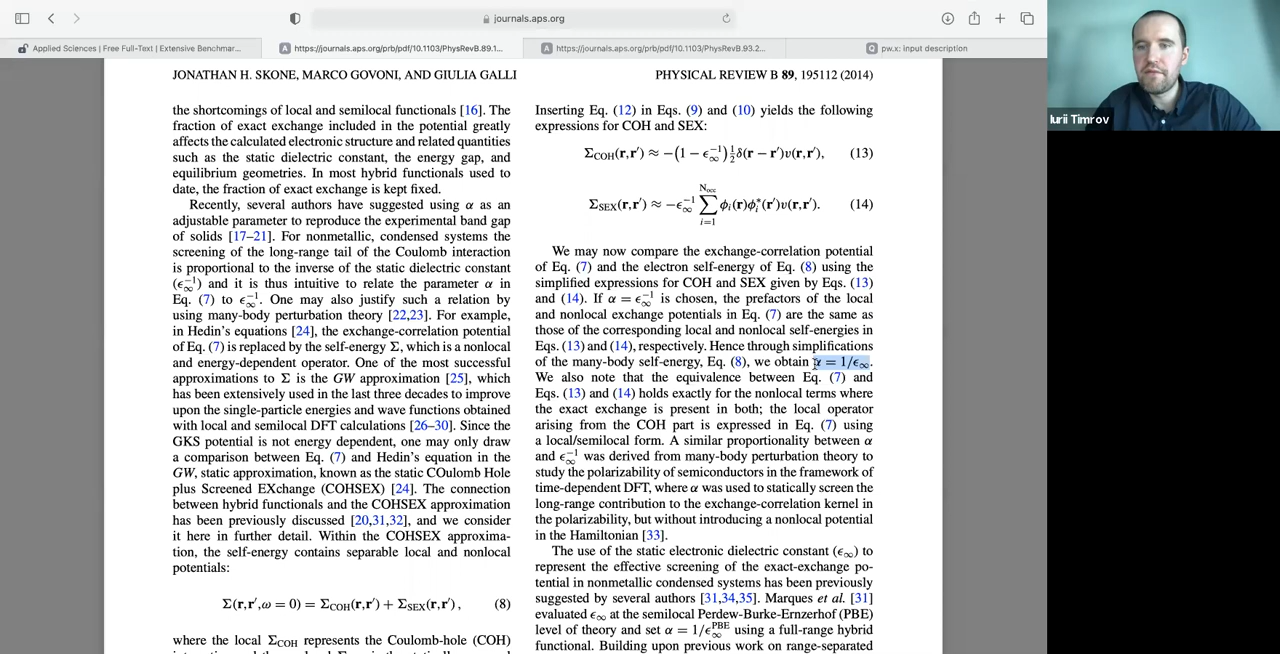 journals.aps.org
Applied Sciences | Free Full-Text | Extensive Benchmar...
https://journals.aps.org/prb/pdf/10.1103/PhysRevB.89.1...
https://journals.aps.org/prb/pdf/10.1103/PhysRevB.93.2...
pw.x: input description
JONATHAN H. SKONE, MARCO GOVONI, AND GIULIA GALLI
PHYSICAL REVIEW B 89, 195112 (2014)
the shortcomings of local and semilocal functionals [16]. The
fraction of exact exchange included in the potential greatly
affects the calculated electronic structure and related quantities
such as the static dielectric constant, the energy gap, and
equilibrium geometries. In most hybrid functionals used to
date, the fraction of exact exchange is kept fixed.
Recently, several authors have suggested using α as an
adjustable parameter to reproduce the experimental band gap
of solids [17–21]. For nonmetallic, condensed systems the
screening of the long-range tail of the Coulomb interaction
is proportional to the inverse of the static dielectric constant
(ϵ∞⁻¹) and it is thus intuitive to relate the parameter α in
Eq. (7) to ϵ∞⁻¹. One may also justify such a relation by
using many-body perturbation theory [22,23]. For example,
in Hedin's equations [24], the exchange-correlation potential
of Eq. (7) is replaced by the self-energy Σ, which is a nonlocal
and energy-dependent operator. One of the most successful
approximations to Σ is the GW approximation [25], which
has been extensively used in the last three decades to improve
upon the single-particle energies and wave functions obtained
with local and semilocal DFT calculations [26–30]. Since the
GKS potential is not energy dependent, one may only draw
a comparison between Eq. (7) and Hedin's equation in the
GW, static approximation, known as the static COulomb Hole
plus Screened EXchange (COHSEX) [24]. The connection
between hybrid functionals and the COHSEX approximation
has been previously discussed [20,31,32], and we consider
it here in further detail. Within the COHSEX approxima-
tion, the self-energy contains separable local and nonlocal
potentials:
Σ(r,r′,ω = 0) = Σ_COH(r,r′) + Σ_SEX(r,r′), (8)
where the local Σ_COH represents the Coulomb-hole (COH)
Inserting Eq. (12) in Eqs. (9) and (10) yields the following
expressions for COH and SEX:
Σ_COH(r,r′) ≈ −(1 − ϵ∞⁻¹)½δ(r − r′)v(r,r′), (13)
Σ_SEX(r,r′) ≈ −ϵ∞⁻¹ ∑_{i=1}^{N_occ} ϕ_i(r)ϕ_i*(r′)v(r,r′). (14)
We may now compare the exchange-correlation potential
of Eq. (7) and the electron self-energy of Eq. (8) using the
simplified expressions for COH and SEX given by Eqs. (13)
and (14). If α = ϵ∞⁻¹ is chosen, the prefactors of the local
and nonlocal exchange potentials in Eq. (7) are the same as
those of the corresponding local and nonlocal self-energies in
Eqs. (13) and (14), respectively. Hence through simplifications
of the many-body self-energy, Eq. (8), we obtain α = 1/ϵ∞.
We also note that the equivalence between Eq. (7) and
Eqs. (13) and (14) holds exactly for the nonlocal terms where
the exact exchange is present in both; the local operator
arising from the COH part is expressed in Eq. (7) using
a local/semilocal form. A similar proportionality between α
and ϵ∞⁻¹ was derived from many-body perturbation theory to
study the polarizability of semiconductors in the framework of
time-dependent DFT, where α was used to statically screen the
long-range contribution to the exchange-correlation kernel in
the polarizability, but without introducing a nonlocal potential
in the Hamiltonian [33].
The use of the static electronic dielectric constant (ϵ∞) to
represent the effective screening of the exact-exchange po-
tential in nonmetallic condensed systems has been previously
suggested by several authors [31,34,35]. Marques et al. [31]
evaluated ϵ∞ at the semilocal Perdew-Burke-Ernzerhof (PBE)
level of theory and set α = 1/ϵ∞^PBE using a full-range hybrid
functional. Building upon previous work on range-separated
Iurii Timrov